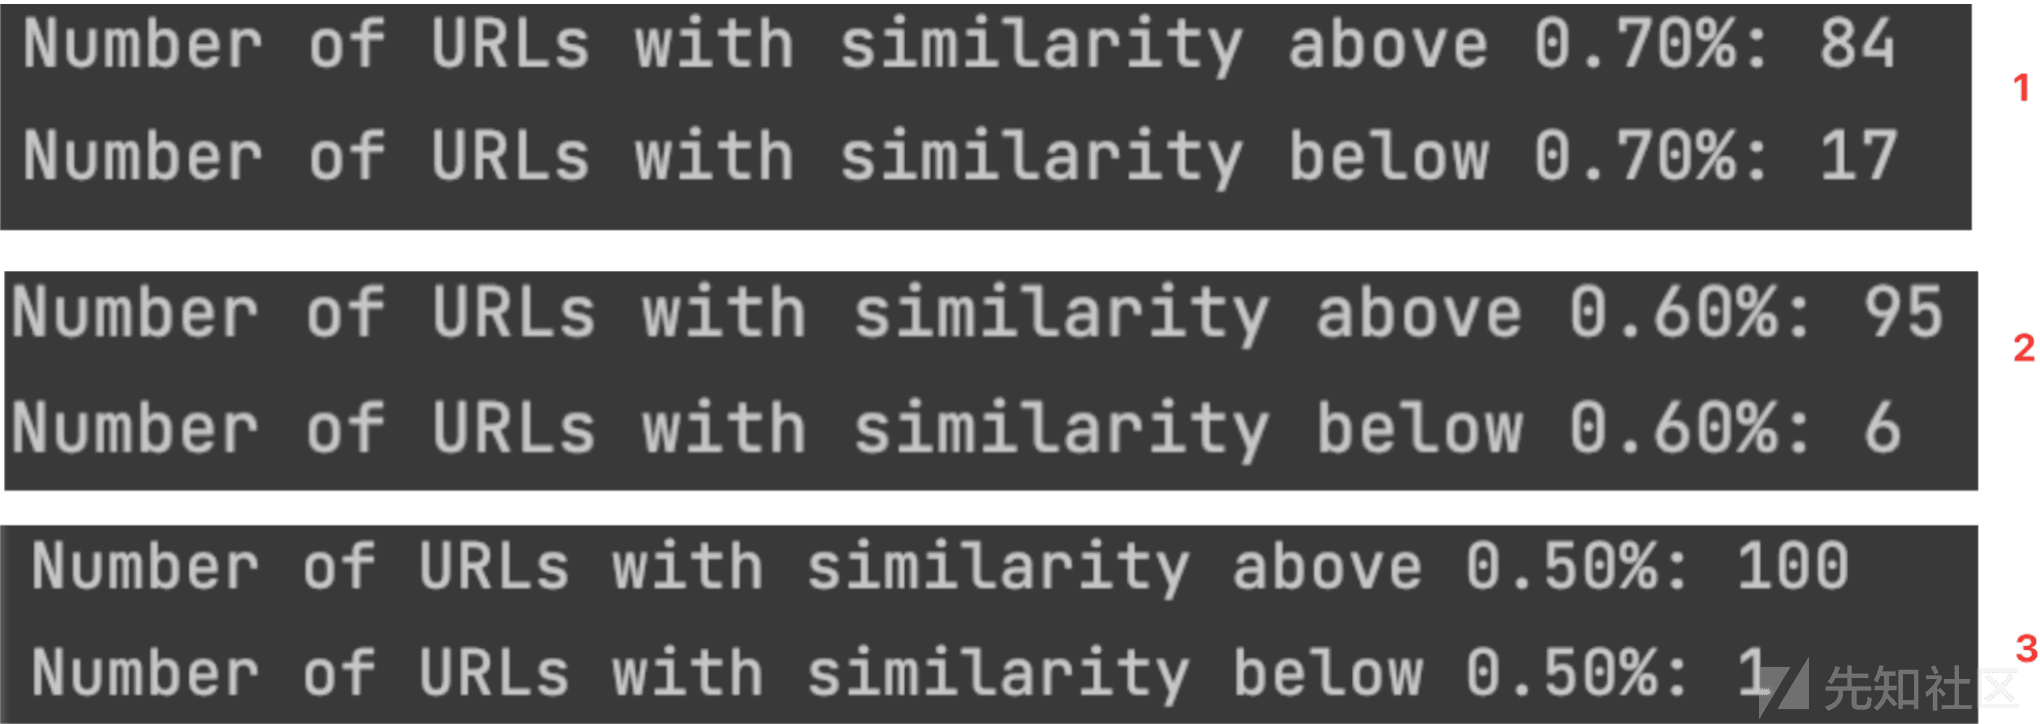 Number of URLs with similarity above 0.70%: 84
Number of URLs with similarity below 0.70%: 17
1
Number of URLs with similarity above 0.60%: 95
Number of URLs with similarity below 0.60%: 6
2
Number of URLs with similarity above 0.50%: 100
Number of URLs with similarity below 0.50%: 1
3
先知社区